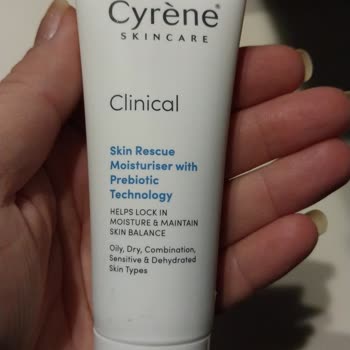 Cyrène®
SKINCARE
Clinical
Skin Rescue
Moisturiser with
Prebiotic
Technology
HELPS LOCK IN
MOISTURE & MAINTAIN
SKIN BALANCE
Oily, Dry, Combination,
Sensitive & Dehydrated
Skin Types